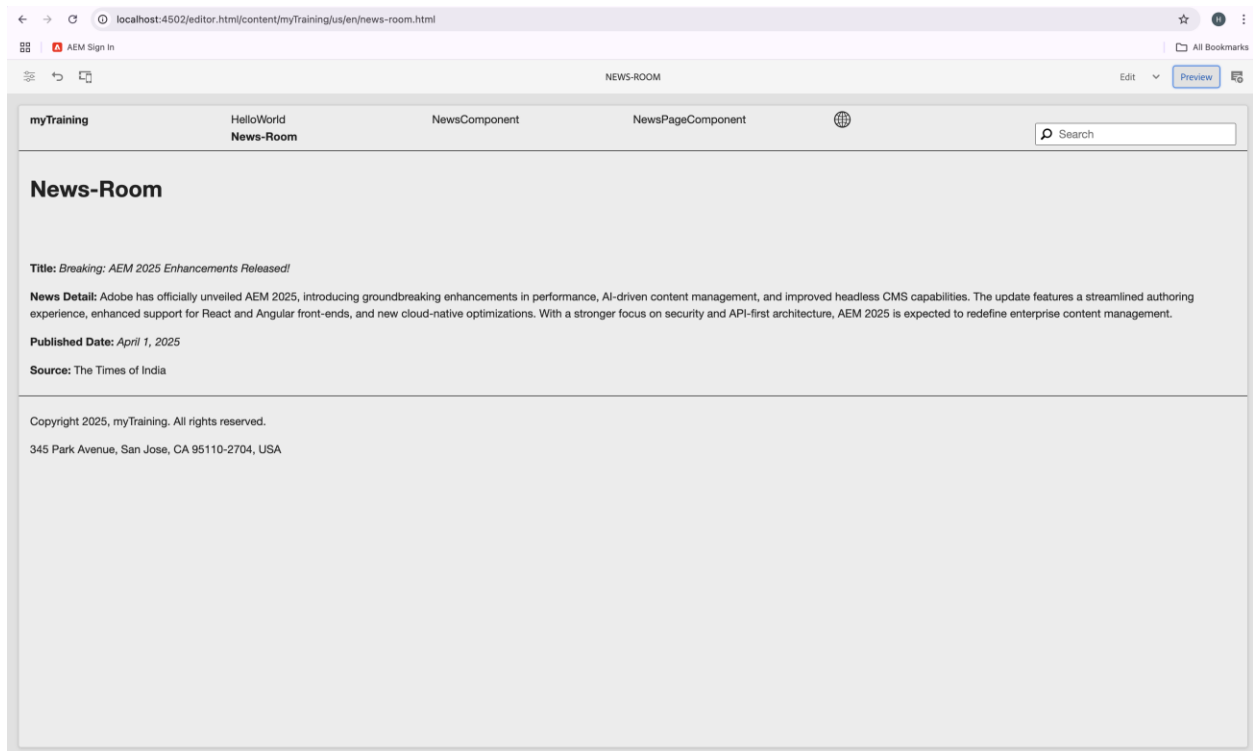 localhost:4502/editor.html/content/myTraining/us/en/news-room.html
H
AEM Sign In
All Bookmarks
NEWS-ROOM
Edit
Preview
myTraining
HelloWorld
NewsComponent
NewsPageComponent
News-Room
Search
News-Room
Title: Breaking: AEM 2025 Enhancements Released!
News Detail: Adobe has officially unveiled AEM 2025, introducing groundbreaking enhancements in performance, AI-driven content management, and improved headless CMS capabilities. The update features a streamlined authoring
experience, enhanced support for React and Angular front-ends, and new cloud-native optimizations. With a stronger focus on security and API-first architecture, AEM 2025 is expected to redefine enterprise content management.
Published Date: April 1, 2025
Source: The Times of India
Copyright 2025, myTraining. All rights reserved.
345 Park Avenue, San Jose, CA 95110-2704, USA